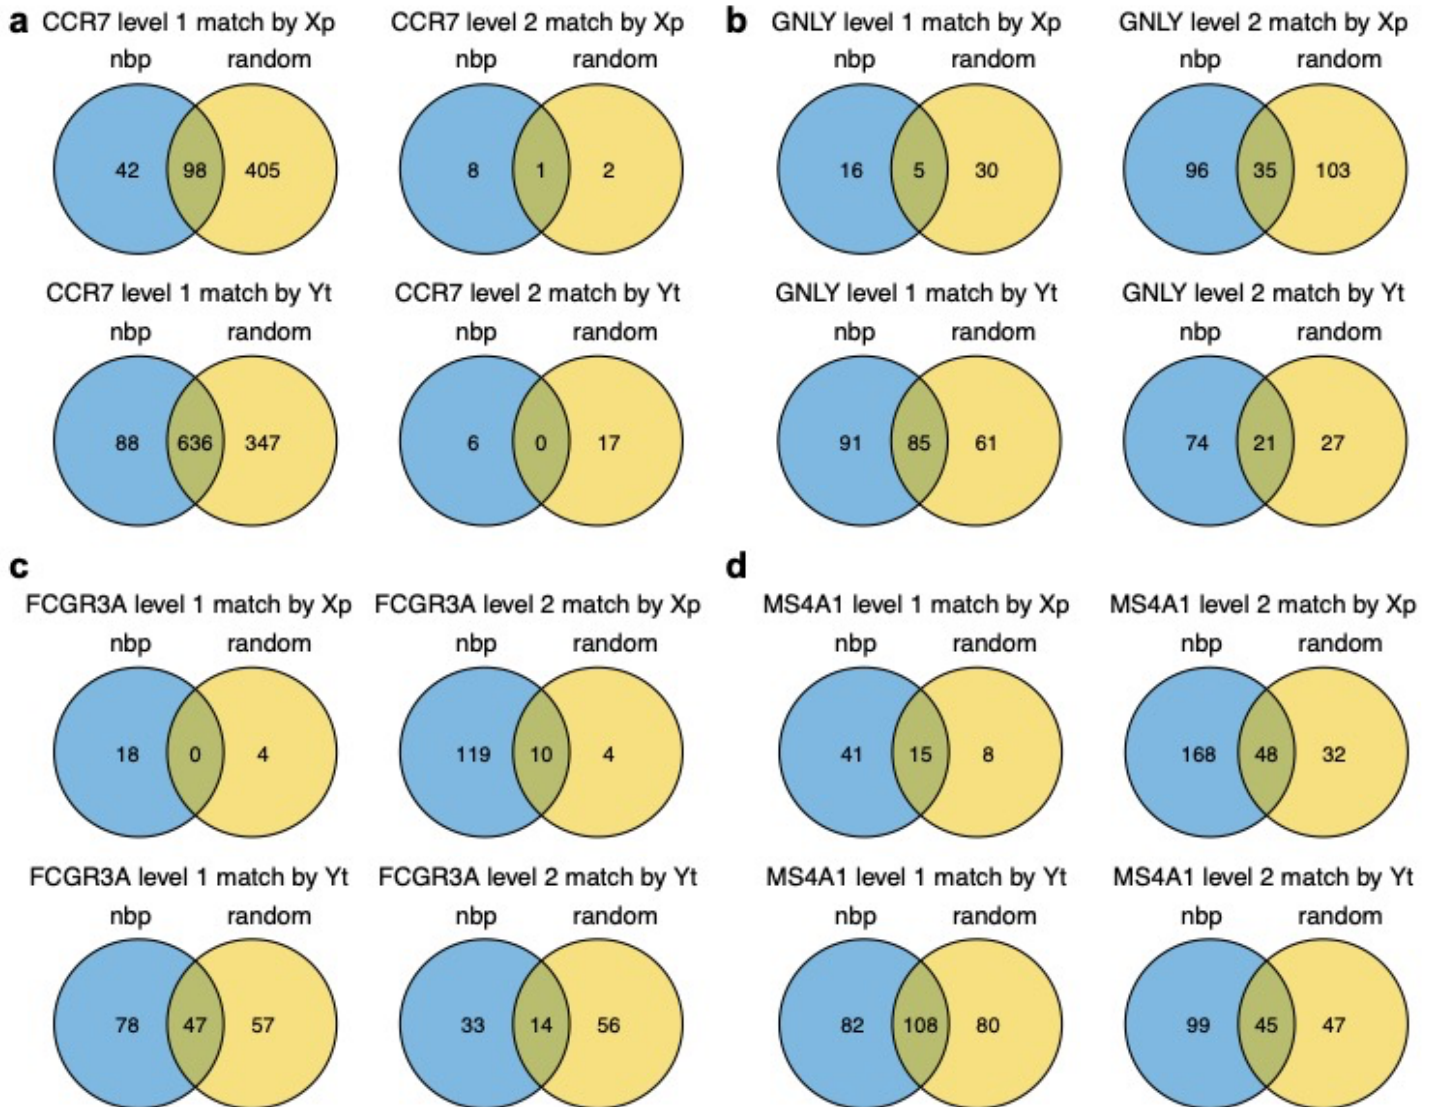 a CCR7 level 1 match by Xp
nbp random
42 98 405
CCR7 level 2 match by Xp
nbp random
8 1 2
CCR7 level 1 match by Yt
nbp random
88 636 347
CCR7 level 2 match by Yt
nbp random
6 0 17
b GNLY level 1 match by Xp
nbp random
16 5 30
GNLY level 2 match by Xp
nbp random
96 35 103
GNLY level 1 match by Yt
nbp random
91 85 61
GNLY level 2 match by Yt
nbp random
74 21 27
c
FCGR3A level 1 match by Xp
nbp random
18 0 4
FCGR3A level 2 match by Xp
nbp random
119 10 4
FCGR3A level 1 match by Yt
nbp random
78 47 57
FCGR3A level 2 match by Yt
nbp random
33 14 56
d
MS4A1 level 1 match by Xp
nbp random
41 15 8
MS4A1 level 2 match by Xp
nbp random
168 48 32
MS4A1 level 1 match by Yt
nbp random
82 108 80
MS4A1 level 2 match by Yt
nbp random
99 45 47